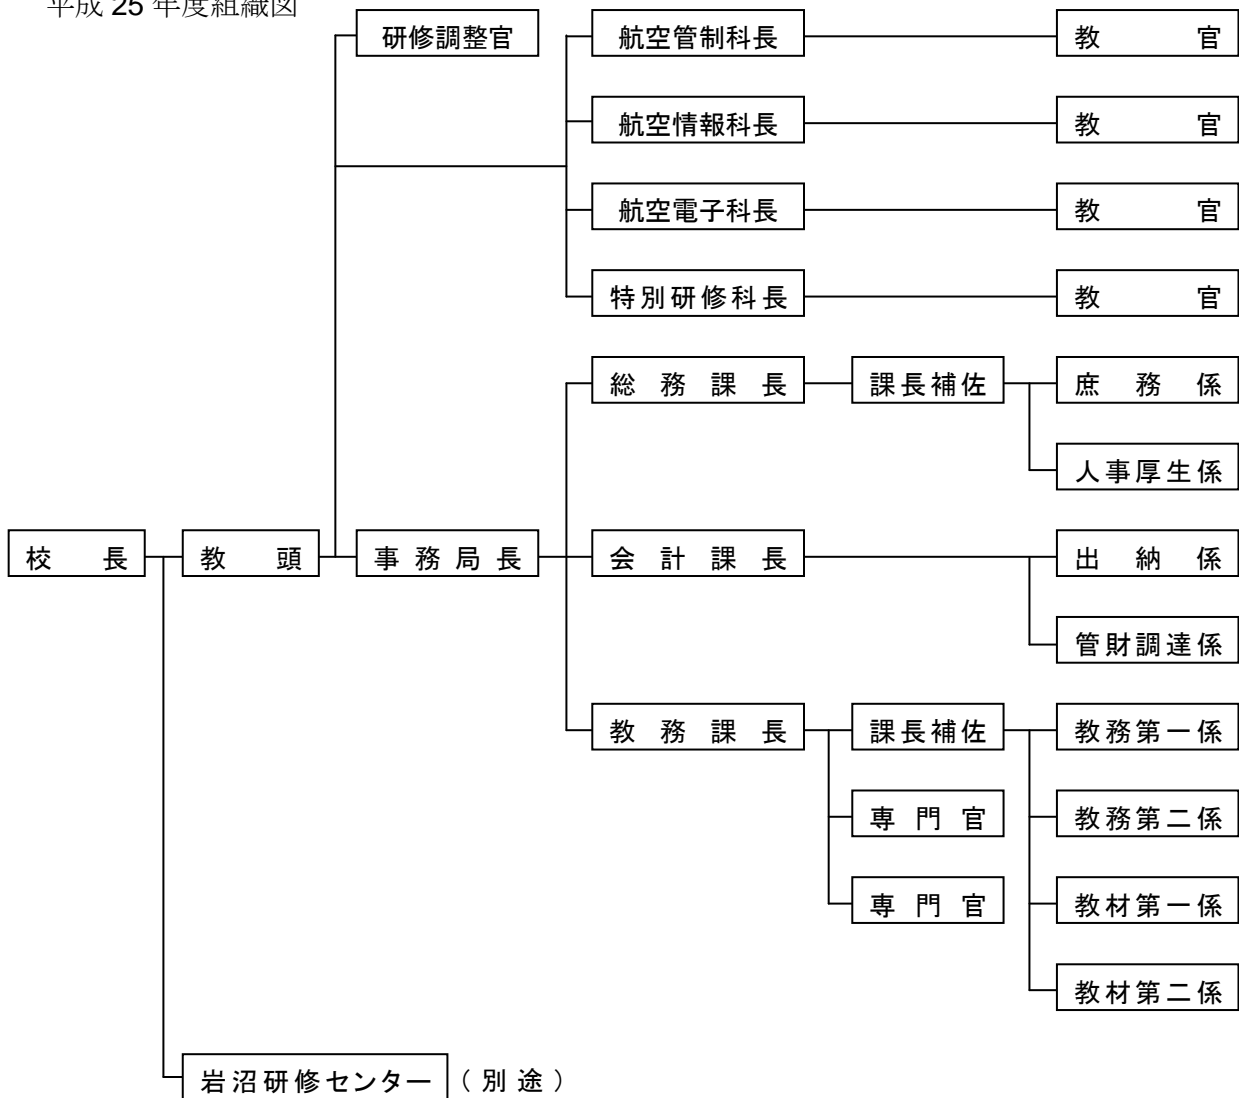 平成 25 年度組織図
研修調整官
航空管制科長
教官
航空情報科長
教官
航空電子科長
教官
特別研修科長
教官
総務課長
課長補佐
庶務係
人事厚生係
校長
教頭
事務局長
会計課長
出納係
管財調達係
教務課長
課長補佐
教務第一係
専門官
教務第二係
専門官
教材第一係
教材第二係
岩沼研修センター（別途）